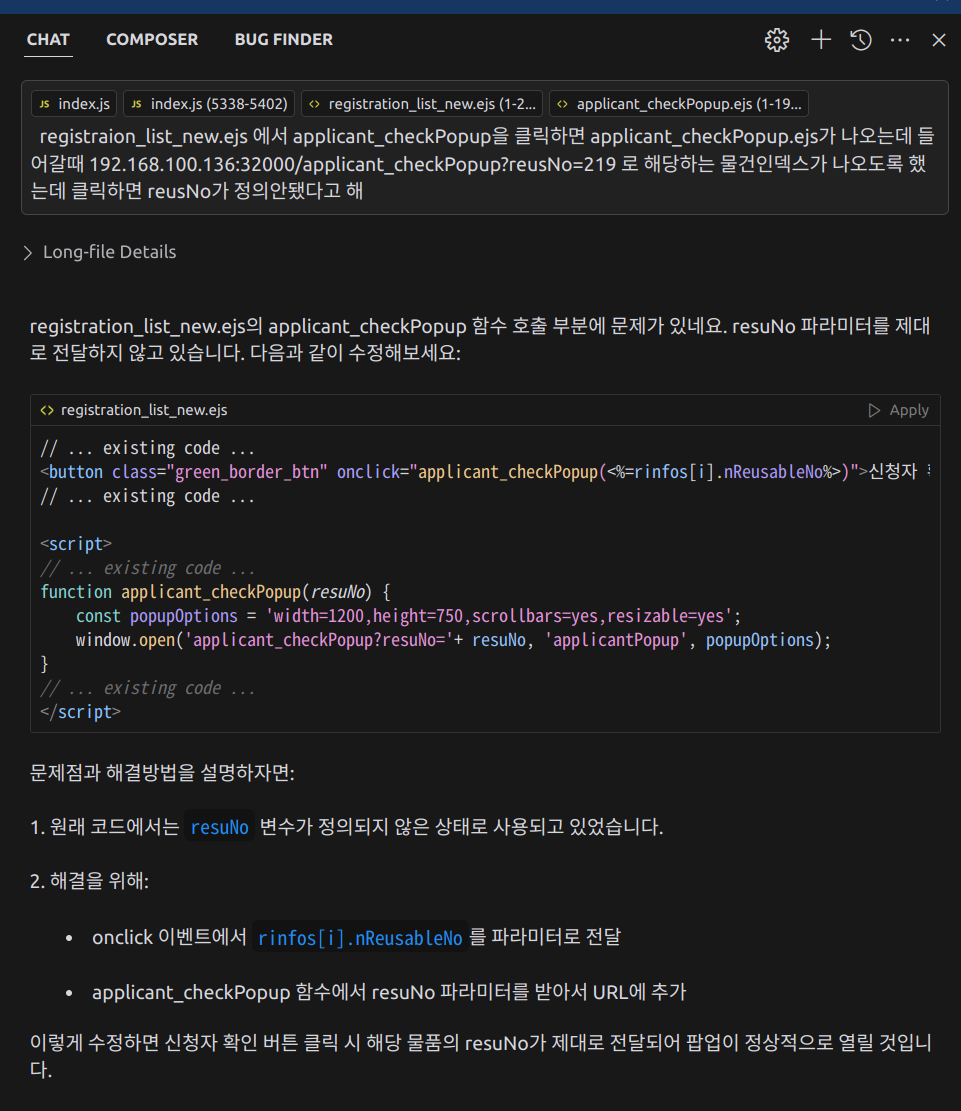 CHAT COMPOSER BUG FINDER
JS index.js JS index.js (5338-5402) <> registration_list_new.ejs (1-2... <> applicant_checkPopup.ejs (1-19...
registraion_list_new.ejs 에서 applicant_checkPopup을 클릭하면 applicant_checkPopup.ejs가 나오는데 들
어갈때 192.168.100.136:32000/applicant_checkPopup?reusNo=219 로 해당하는 물건인덱스가 나오도록 했
는데 클릭하면 reusNo가 정의안됐다고 해
Long-file Details
registration_list_new.ejs의 applicant_checkPopup 함수 호출 부분에 문제가 있네요. resuNo 파라미터를 제대
로 전달하지 않고 있습니다. 다음과 같이 수정해보세요:
<> registration_list_new.ejs Apply
// ... existing code ...
<button class="green_border_btn" onclick="applicant_checkPopup(<%=rinfos[i].nReusableNo%>)">신청자
// ... existing code ...
<script>
// ... existing code ...
function applicant_checkPopup(resuNo) {
const popupOptions = 'width=1200,height=750,scrollbars=yes,resizable=yes';
window.open('applicant_checkPopup?resuNo='+ resuNo, 'applicantPopup', popupOptions);
}
// ... existing code ...
</script>
문제점과 해결방법을 설명하자면:
1. 원래 코드에서는 resuNo 변수가 정의되지 않은 상태로 사용되고 있었습니다.
2. 해결을 위해:
• onclick 이벤트에서 rinfos[i].nReusableNo 를 파라미터로 전달
• applicant_checkPopup 함수에서 resuNo 파라미터를 받아서 URL에 추가
이렇게 수정하면 신청자 확인 버튼 클릭 시 해당 물품의 resuNo가 제대로 전달되어 팝업이 정상적으로 열릴 것입니
다.